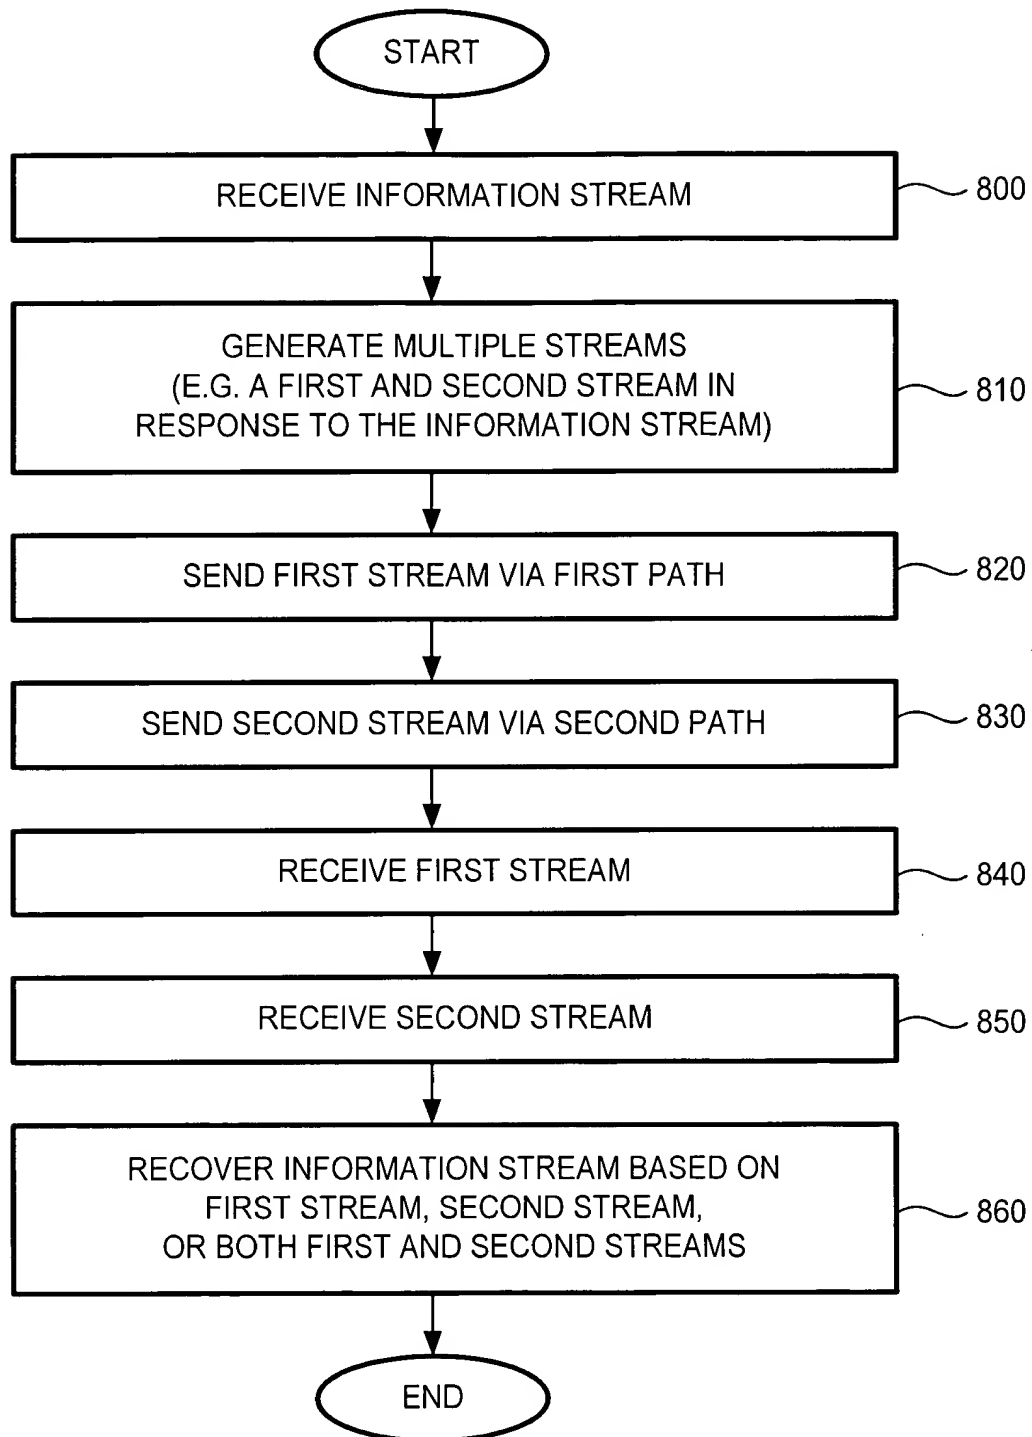 START
RECEIVE INFORMATION STREAM
800
GENERATE MULTIPLE STREAMS
(E.G. A FIRST AND SECOND STREAM IN
RESPONSE TO THE INFORMATION STREAM)
810
SEND FIRST STREAM VIA FIRST PATH
820
SEND SECOND STREAM VIA SECOND PATH
830
RECEIVE FIRST STREAM
840
RECEIVE SECOND STREAM
850
RECOVER INFORMATION STREAM BASED ON
FIRST STREAM, SECOND STREAM,
OR BOTH FIRST AND SECOND STREAMS
860
END